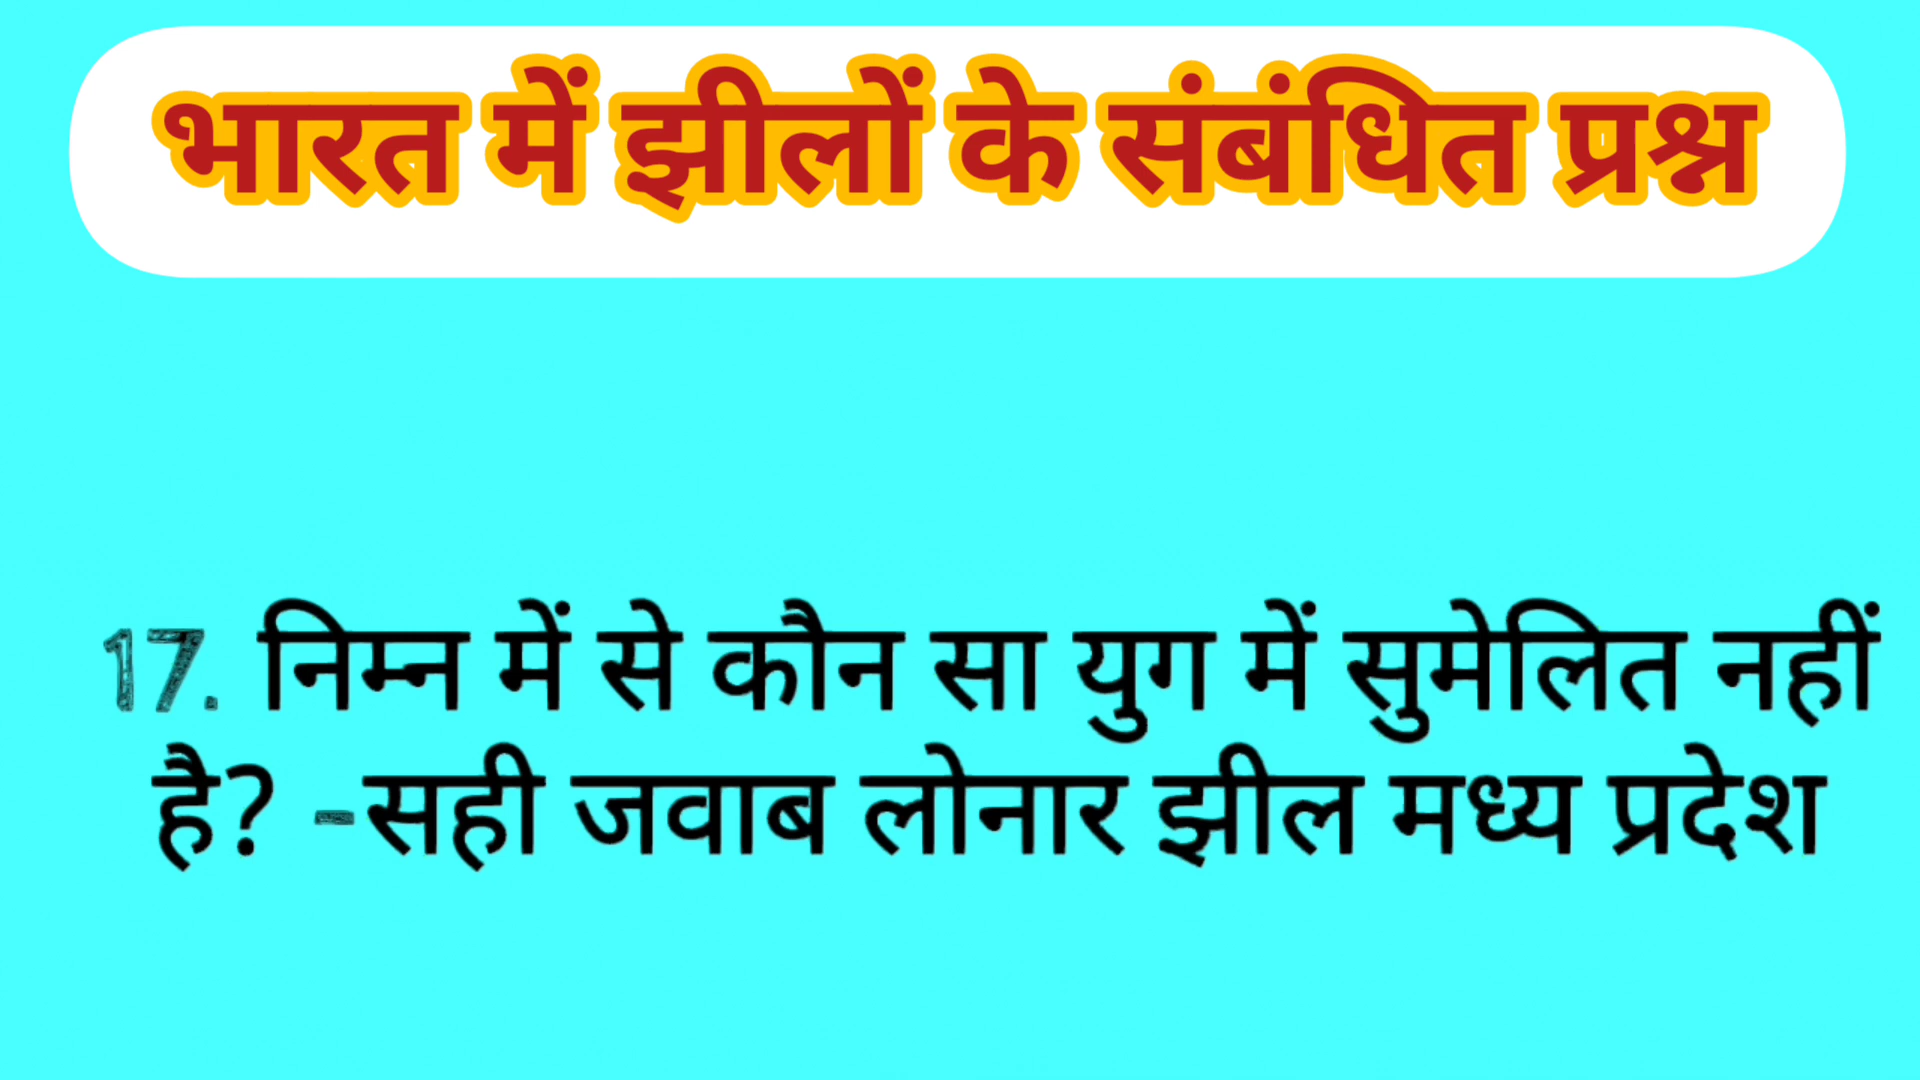 भारत में झीलों के संबंधित प्रश्न
17. निम्न में से कौन सा युग में सुमेलित नहीं
है? -सही जवाब लोनार झील मध्य प्रदेश